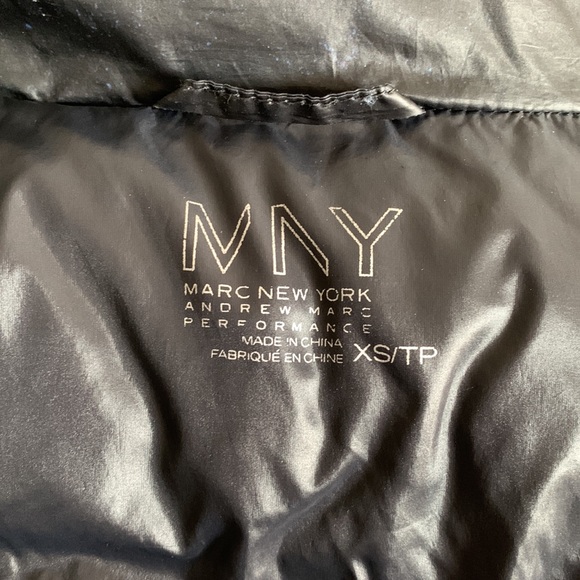 MNY
MARC NEW YORK
ANDREW MARC
PERFORMANCE
MADE IN CHINA
FABRIQUÉ EN CHINE XS/TP